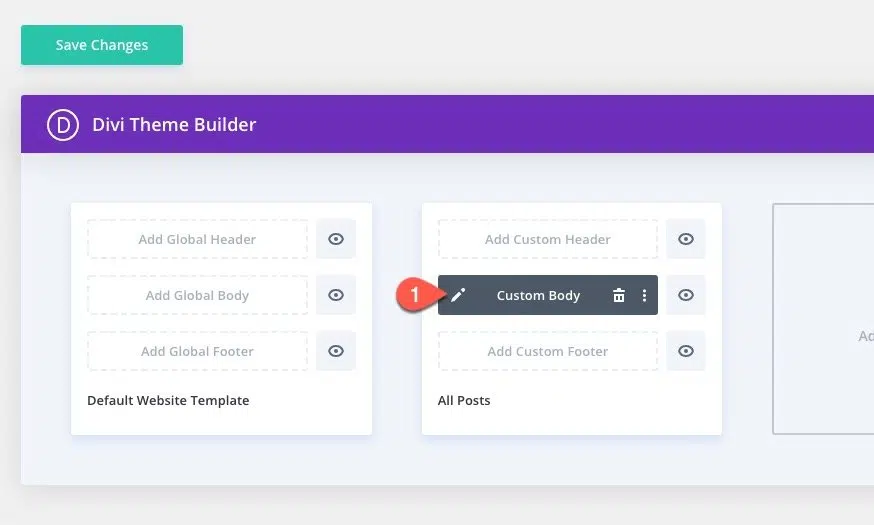 Save Changes
D Divi Theme Builder
Add Global Header
Add Global Body
Add Global Footer
Default Website Template
Add Custom Header
1
Custom Body
Add Custom Footer
All Posts